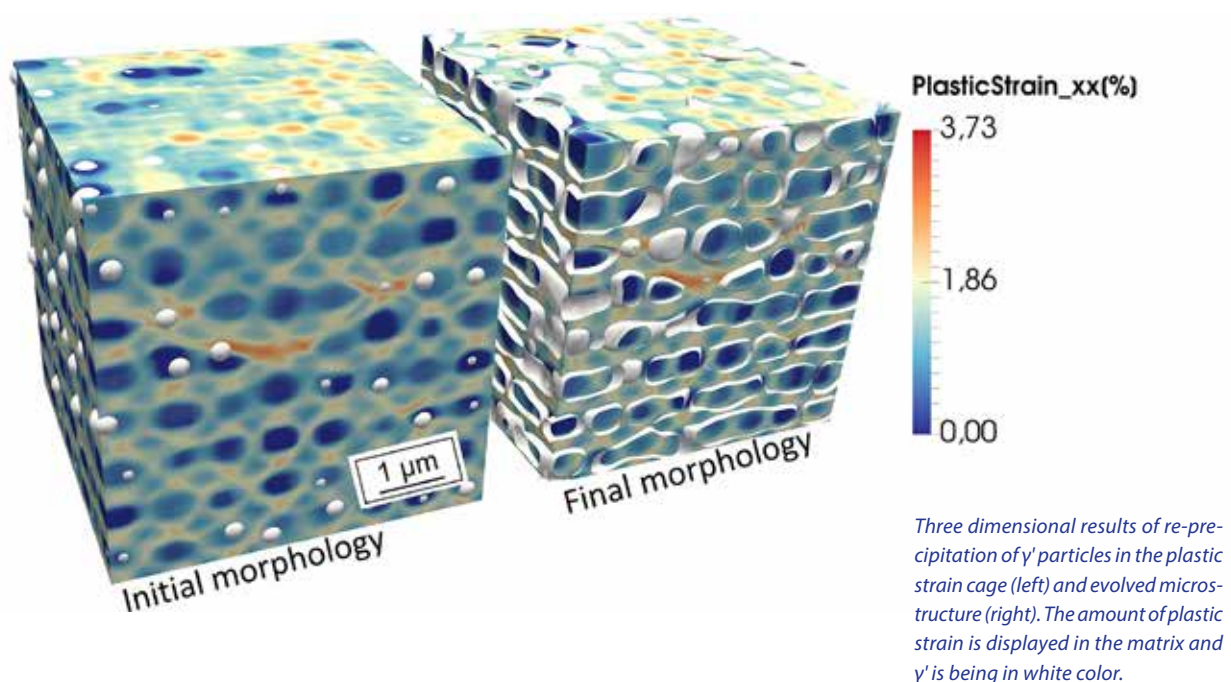 PlasticStrain_xx(%)
3,73
1,86
0,00
1 μm
Initial morphology
Final morphology
Three dimensional results of re-pre-
cipitation of γ' particles in the plastic
strain cage (left) and evolved micros-
tructure (right). The amount of plastic
strain is displayed in the matrix and
γ' is being in white color.